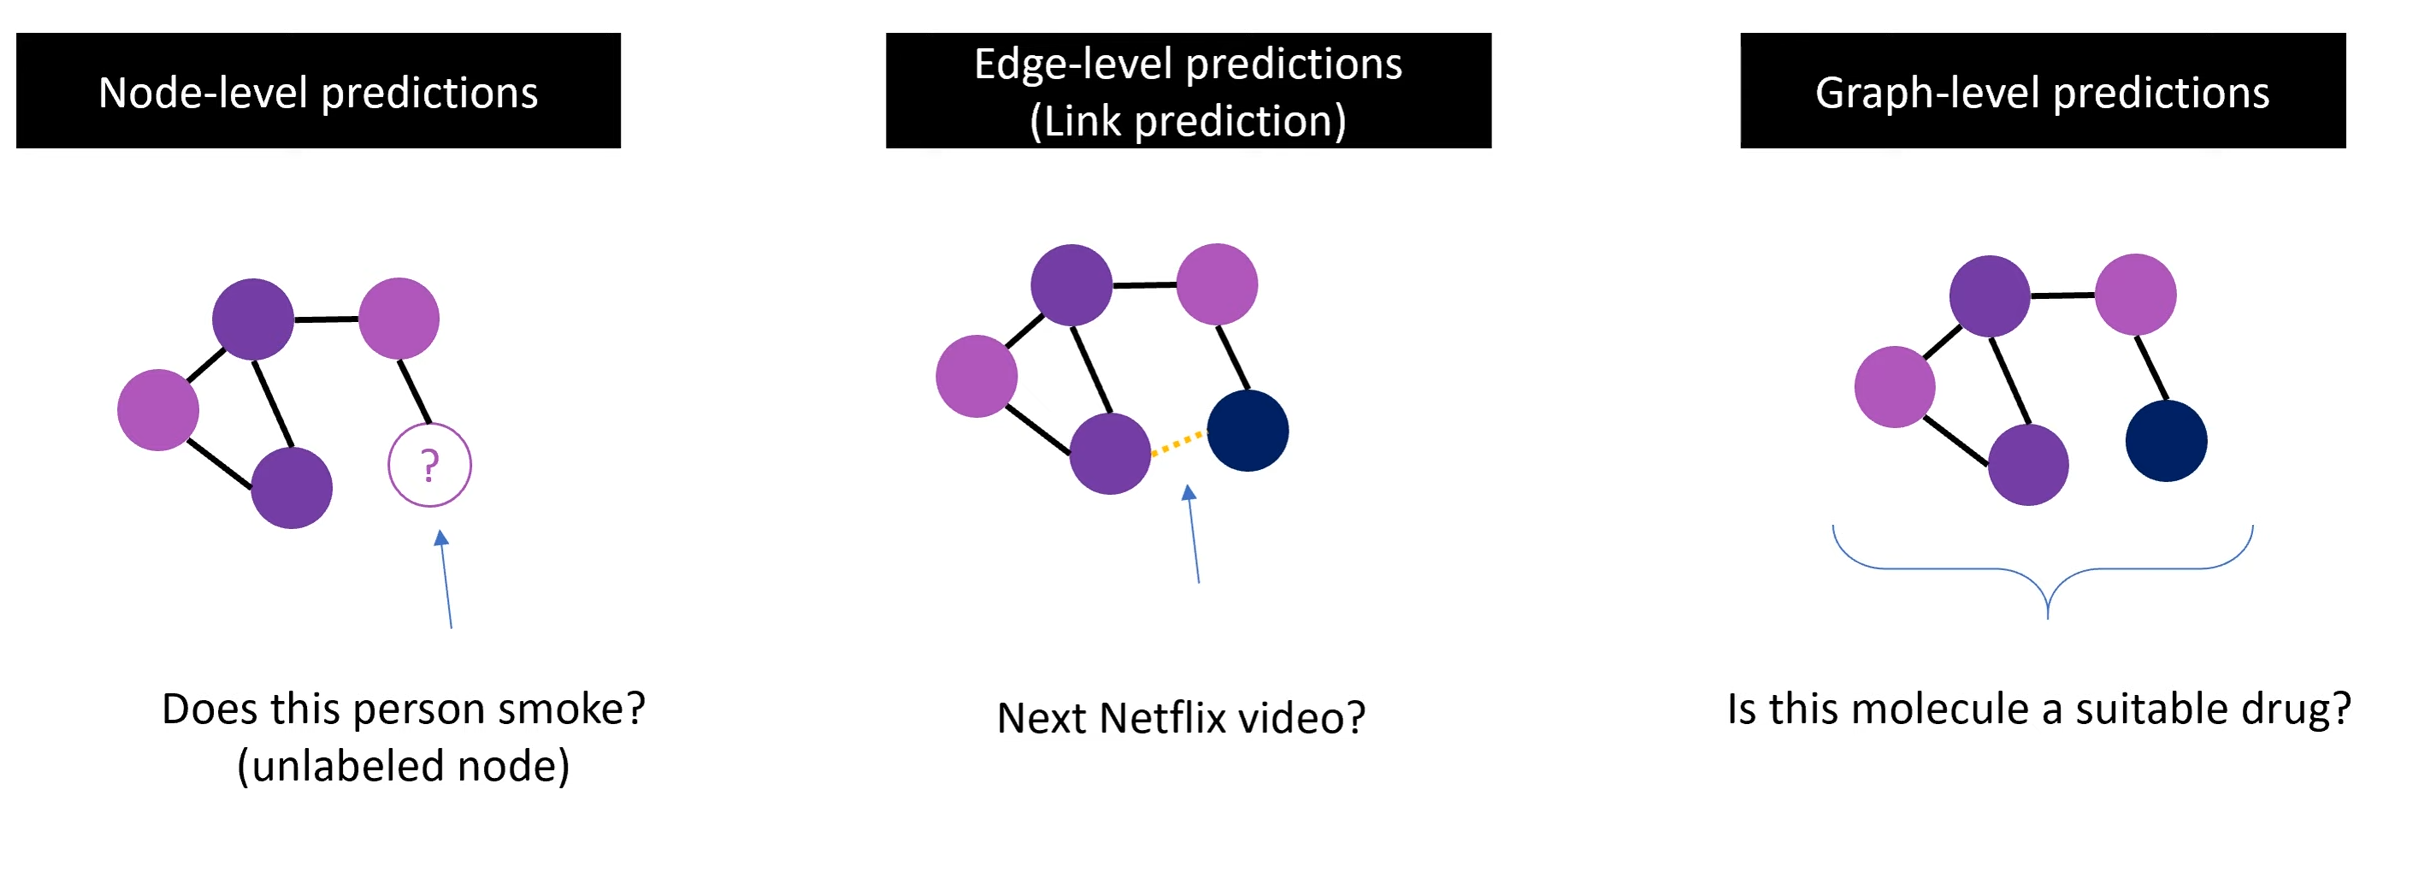 Node-level predictions
Edge-level predictions
(Link prediction)
Graph-level predictions
?
Does this person smoke?
(unlabeled node)
Next Netflix video?
Is this molecule a suitable drug?